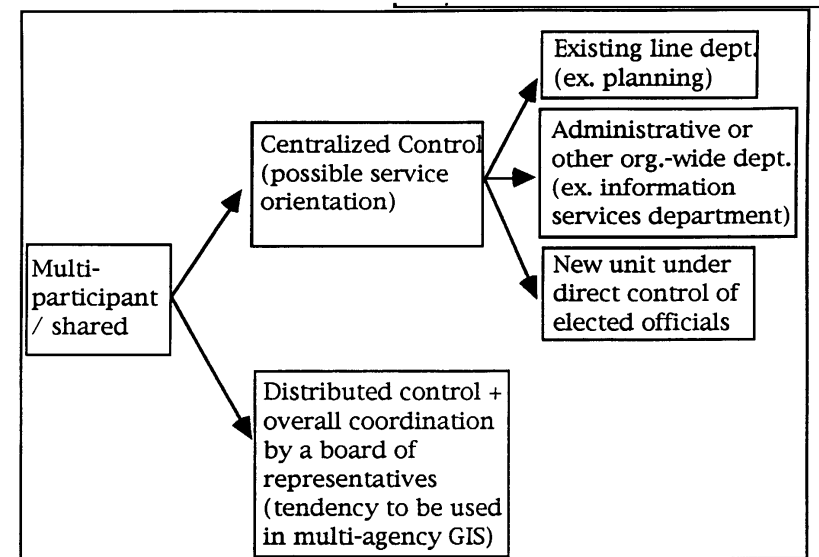 Existing line dept.
(ex. planning)
Centralized Control
(possible service
orientation)
Administrative or
other org.-wide dept.
(ex. information
services department)
Multi-
participant
/ shared
New unit under
direct control of
elected officials
Distributed control +
overall coordination
by a board of
representatives
(tendency to be used
in multi-agency GIS)